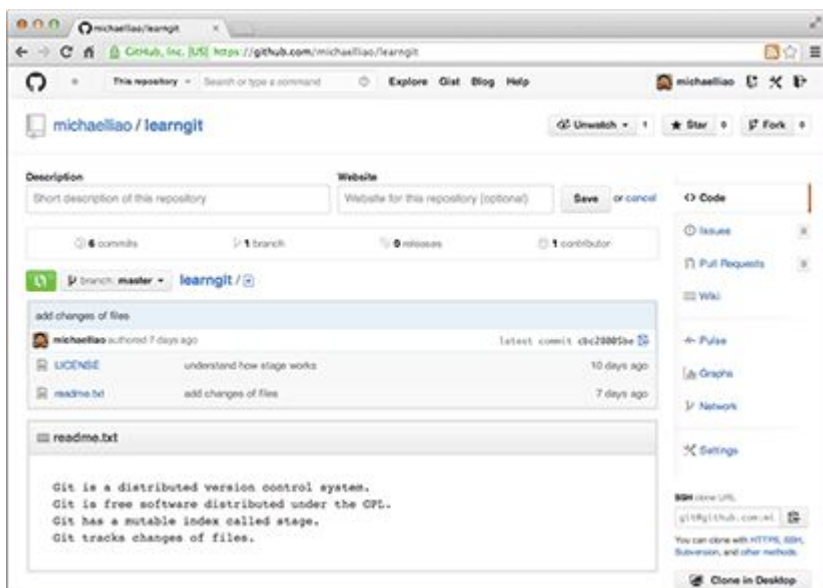 michaelliao/learngit
GitHub, Inc. [US] https://github.com/michaelliao/learngit
This repository Search or type a command Explore Gist Blog Help michaelliao
michaelliao / learngit Unwatch 1 Star 0 Fork 0
Description Website
Short description of this repository Website for this repository (optional) Save or cancel
6 commits 1 branch 0 releases 1 contributor
branch: master learngit /
add changes of files
michaelliao authored 7 days ago latest commit
LICENSE understand how stage works 10 days ago
readme.txt add changes of files 7 days ago
readme.txt
Git is a distributed version control system.
Git is free software distributed under the GPL.
Git has a mutable index called stage.
Git tracks changes of files.
Code
Issues
Pull Requests
Wiki
Pulse
Graphs
Network
Settings
SSH clone URL
git@github.com:mi
You can clone with HTTPS, SSH,
Subversion, and other methods.
Clone in Desktop